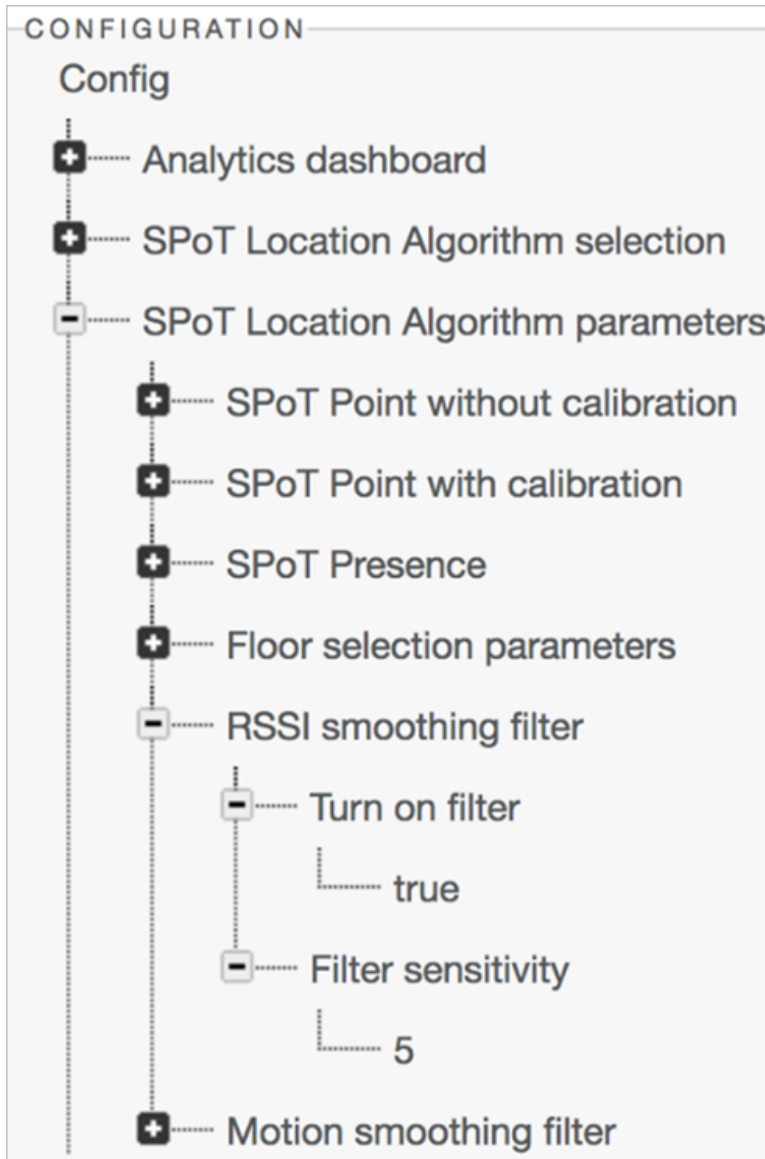 CONFIGURATION
Config
Analytics dashboard
SPoT Location Algorithm selection
SPoT Location Algorithm parameters
SPoT Point without calibration
SPoT Point with calibration
SPoT Presence
Floor selection parameters
RSSI smoothing filter
Turn on filter
true
Filter sensitivity
5
Motion smoothing filter